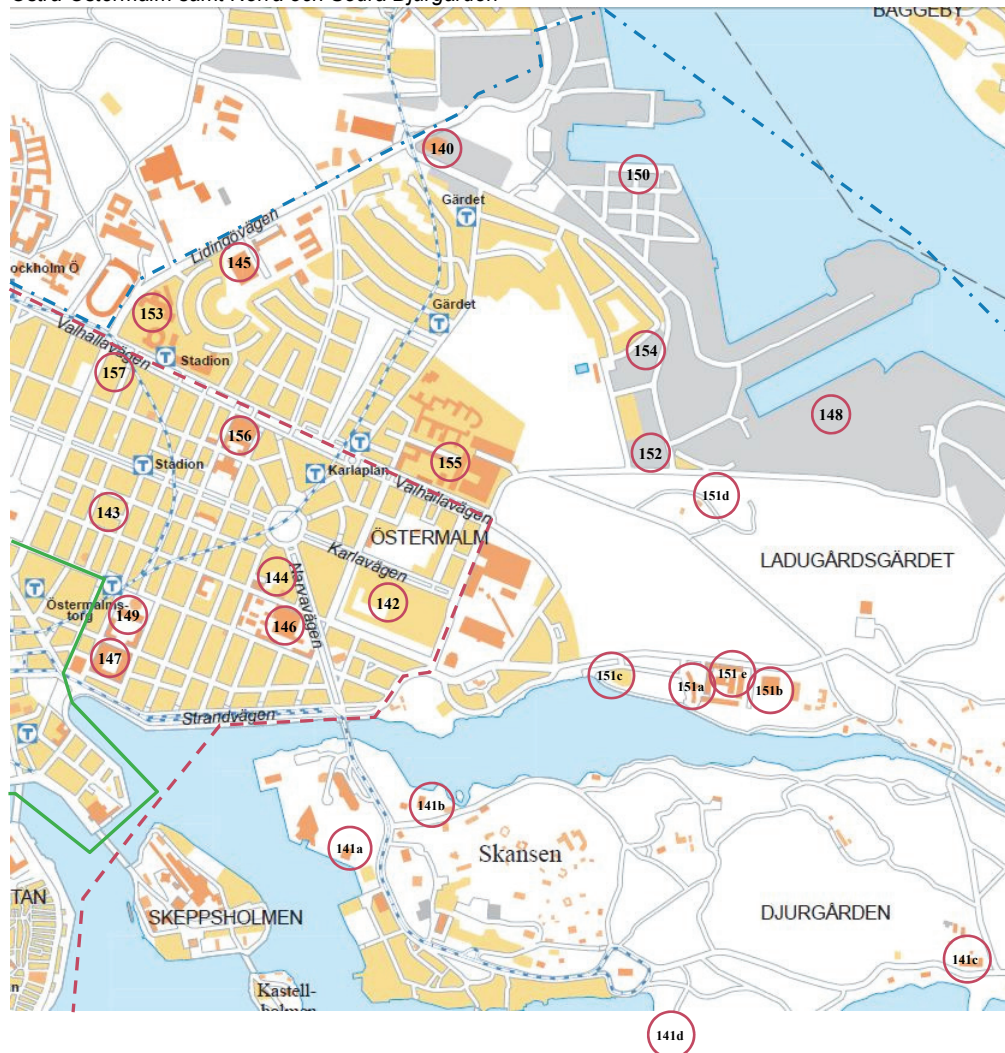 Östra Östermalm samt Norra och Södra Djurgården
BAGGEBY
140
150
Gärdet
T
Lidingövägen
145
ockholm Ö
153
Gärdet
T
Valhallavägen
T Stadion
154
157
148
156
T
T Stadion
T Karlaplan
155
152
Valhallavägen
151d
143
ÖSTERMALM
LADUGÅRDSGÄRDET
Karlavägen
T
T
144
Narvavägen
142
Östermalms-
torg
149
146
147
151c
151a
151 e
151b
Strandvägen
T
141b
141a
Skansen
TAN
SKEPPSHOLMEN
DJURGÅRDEN
141c
n
Kastell-
holmen
141d